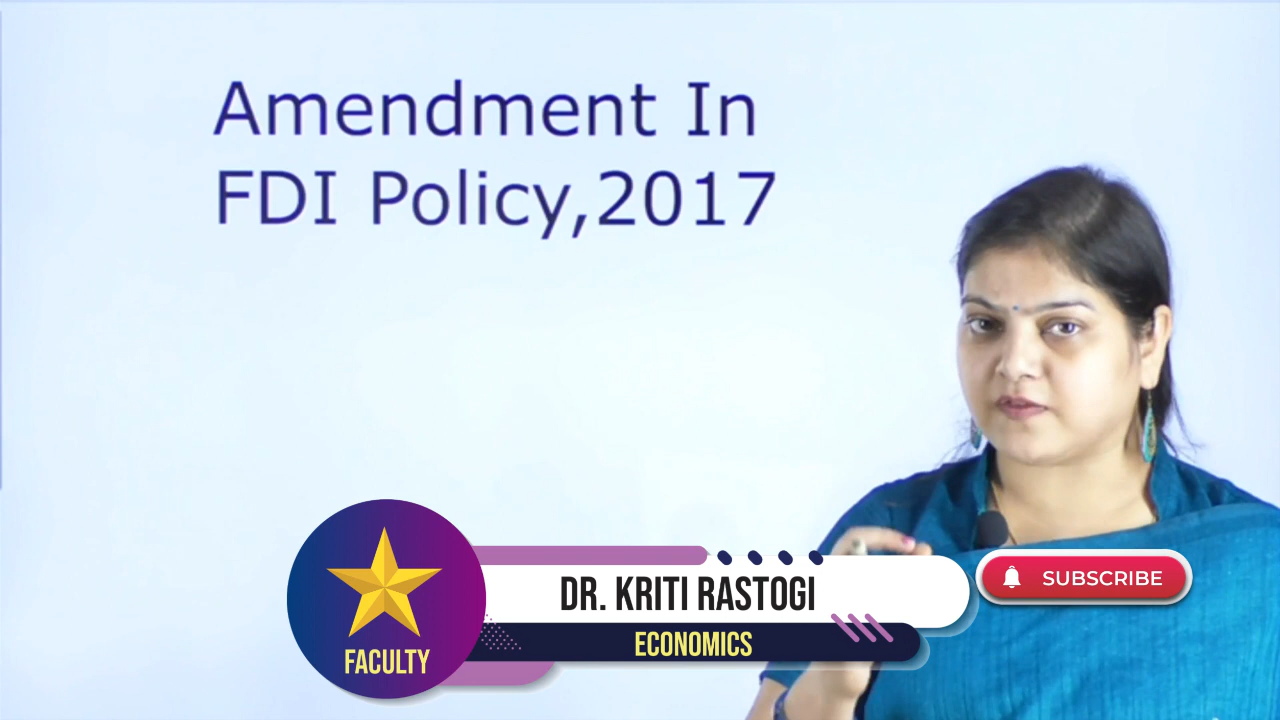 Amendment In
FDI Policy,2017
DR. KRITI RASTOGI
SUBSCRIBE
ECONOMICS
FACULTY